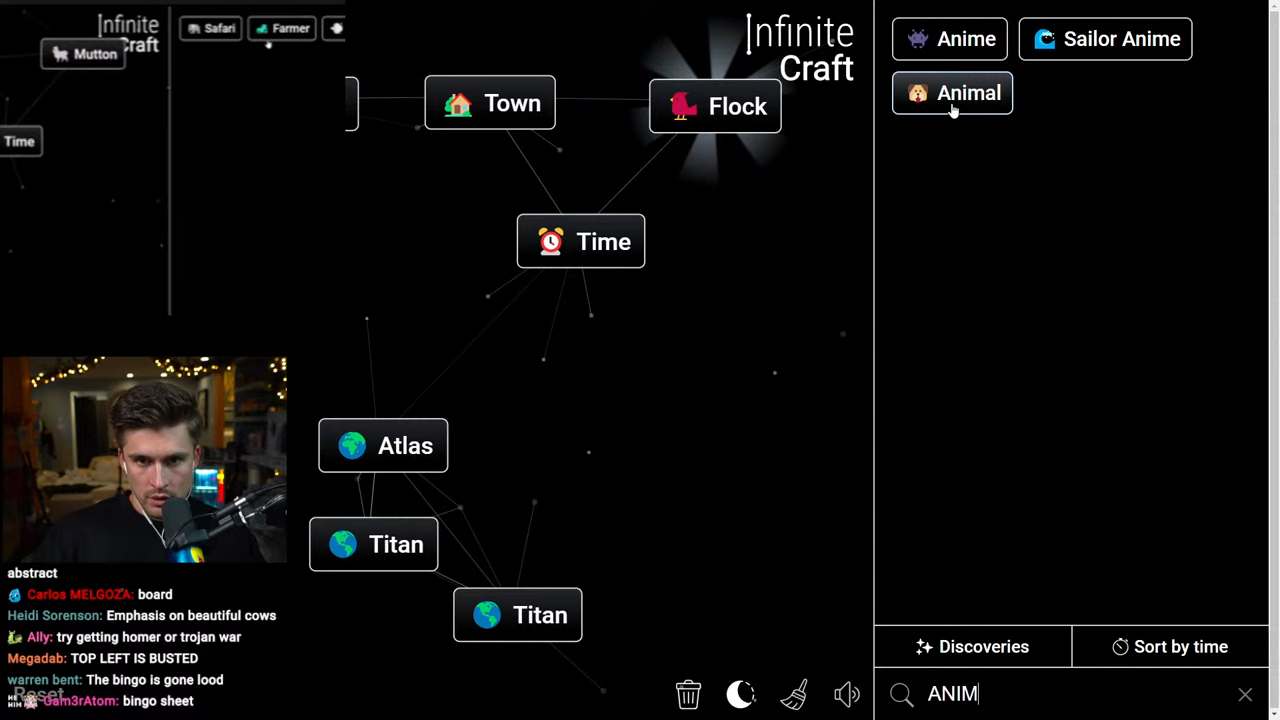 Infinite
Craft
Safari
Farmer
Mutton
Time
Infinite
Craft
Town
Flock
Time
Atlas
Titan
Titan
Anime
Sailor Anime
Animal
Discoveries
Sort by time
ANIM
abstract
Carlos MELGOZA: board
Heidi Sorenson: Emphasis on beautiful cows
Ally: try getting homer or trojan war
Megadab: TOP LEFT IS BUSTED
warren bent: The bingo is gone lood
Reset
Gam3rAtom: bingo sheet